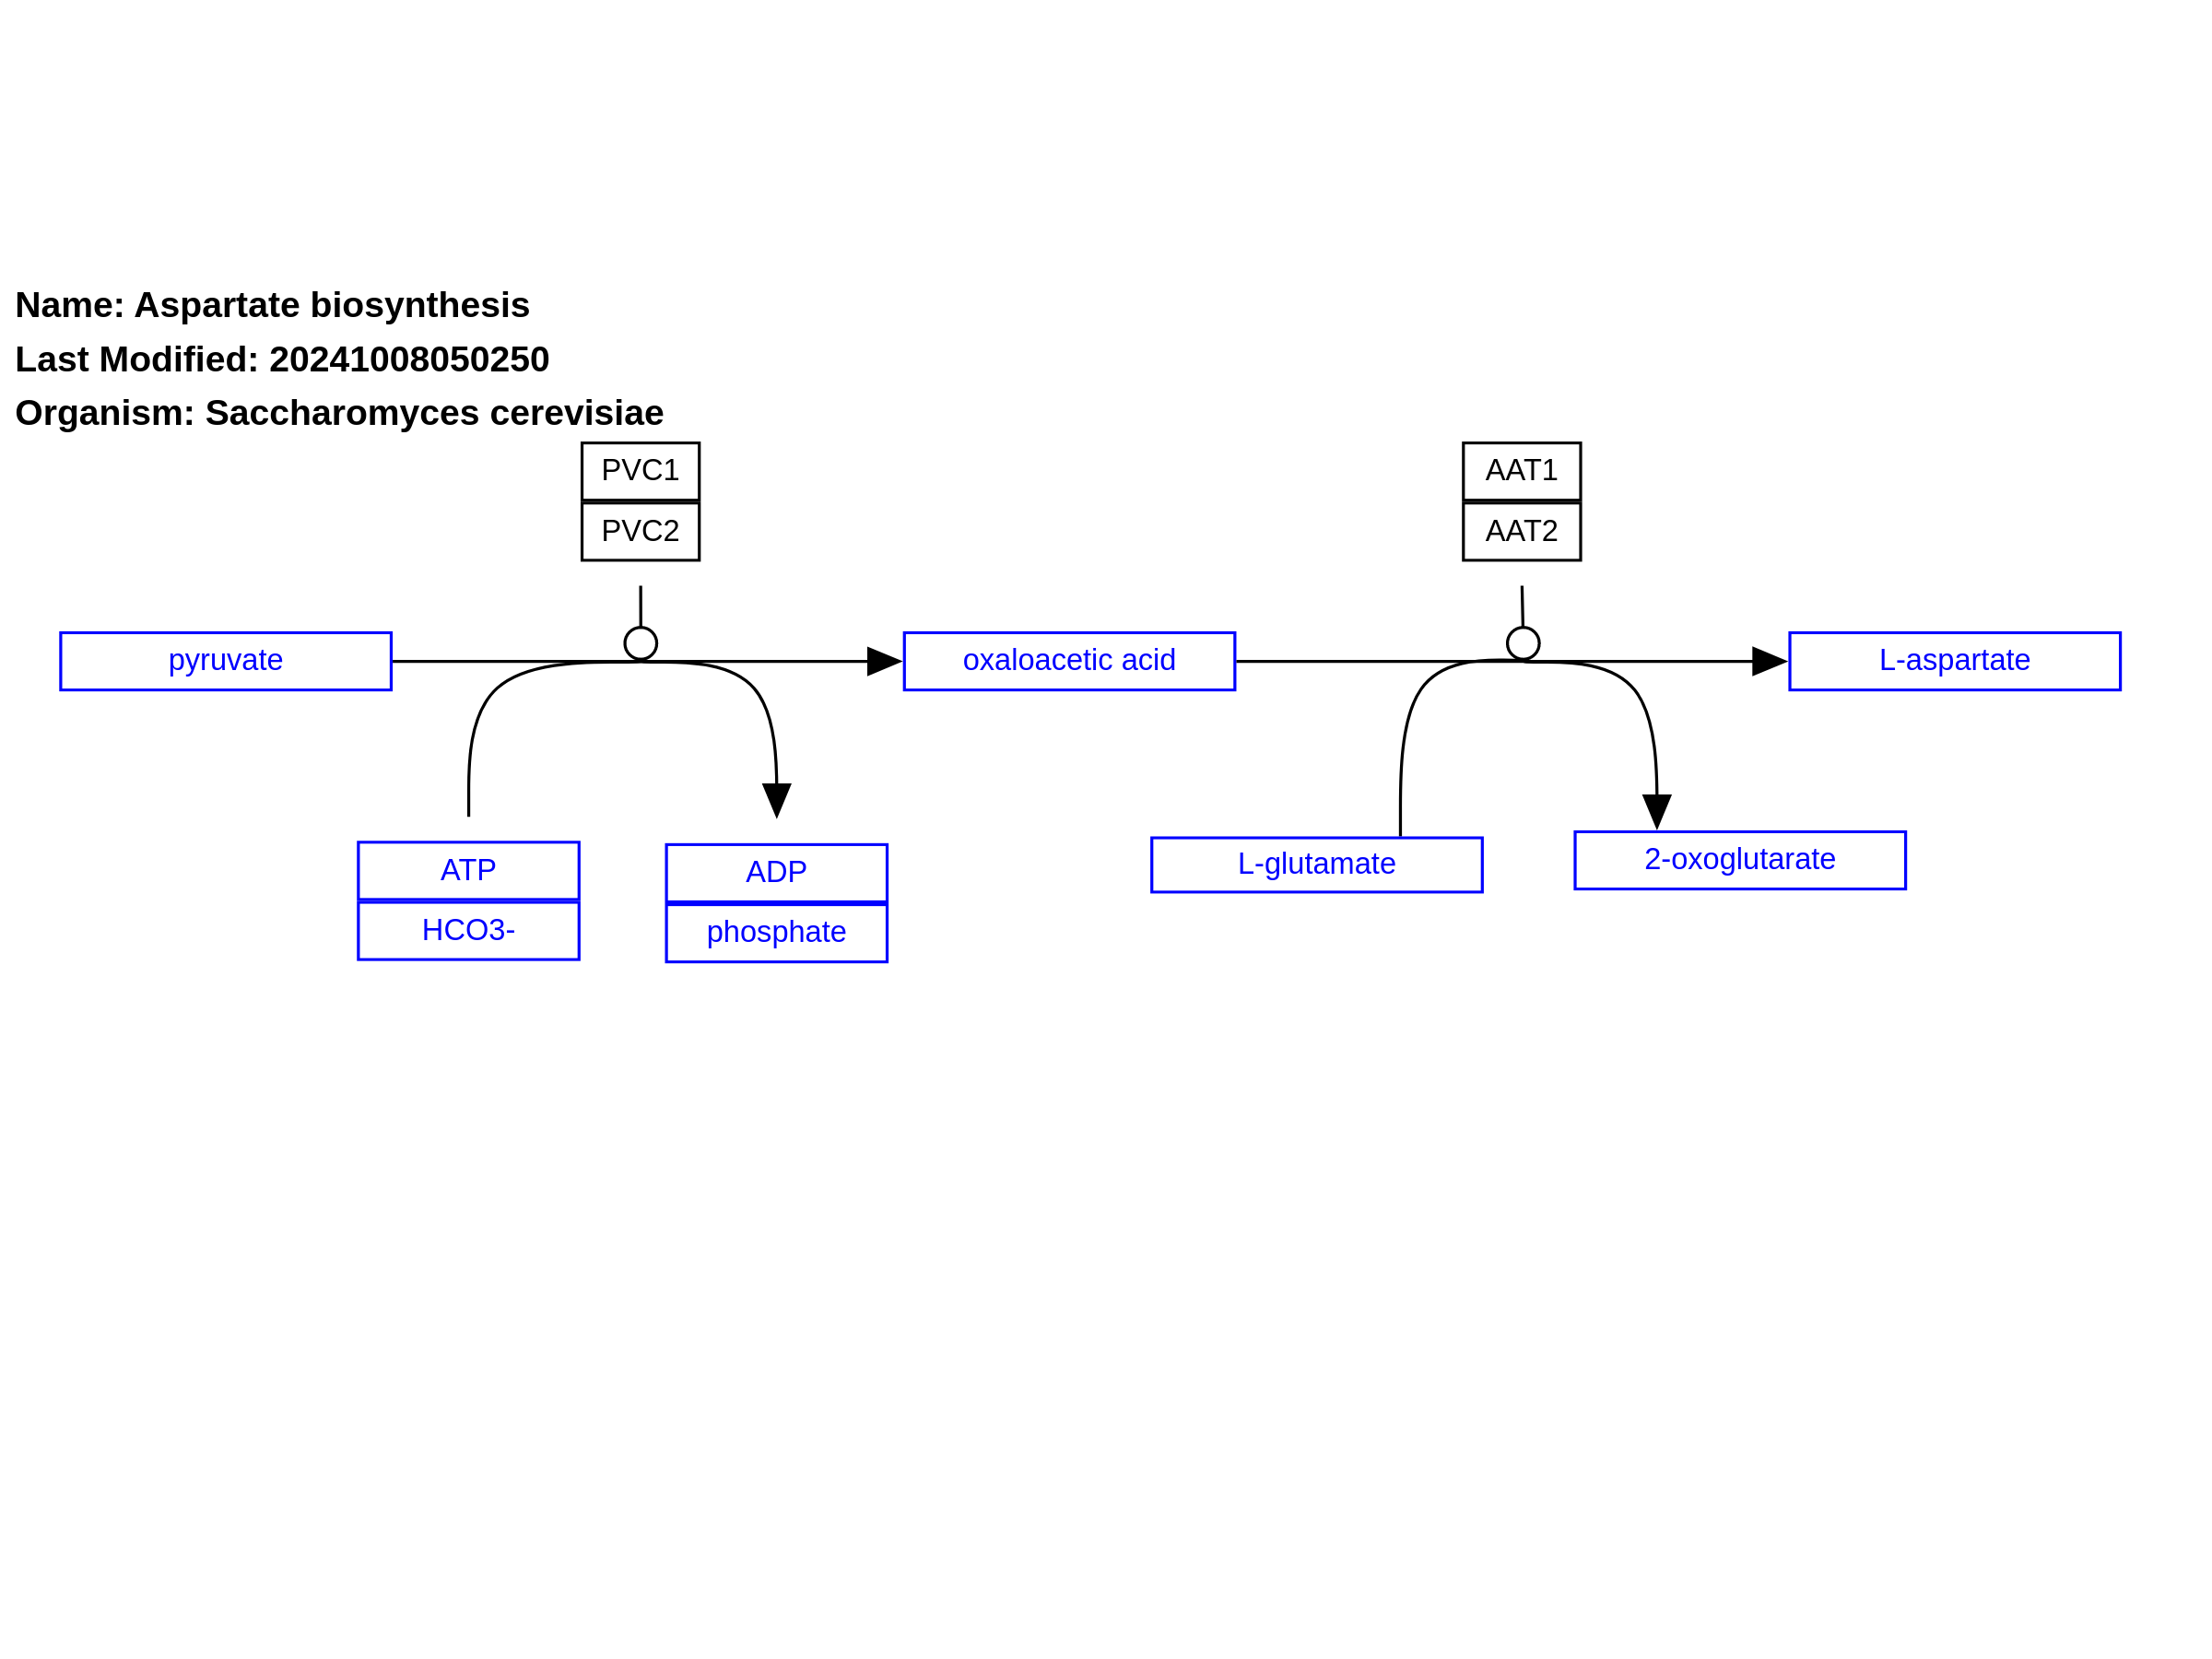 Name: Aspartate biosynthesis
Last Modified: 20241008050250
Organism: Saccharomyces cerevisiae
PVC1
PVC2
AAT1
AAT2
pyruvate
oxaloacetic acid
L-aspartate
ATP
HCO3-
ADP
phosphate
L-glutamate
2-oxoglutarate